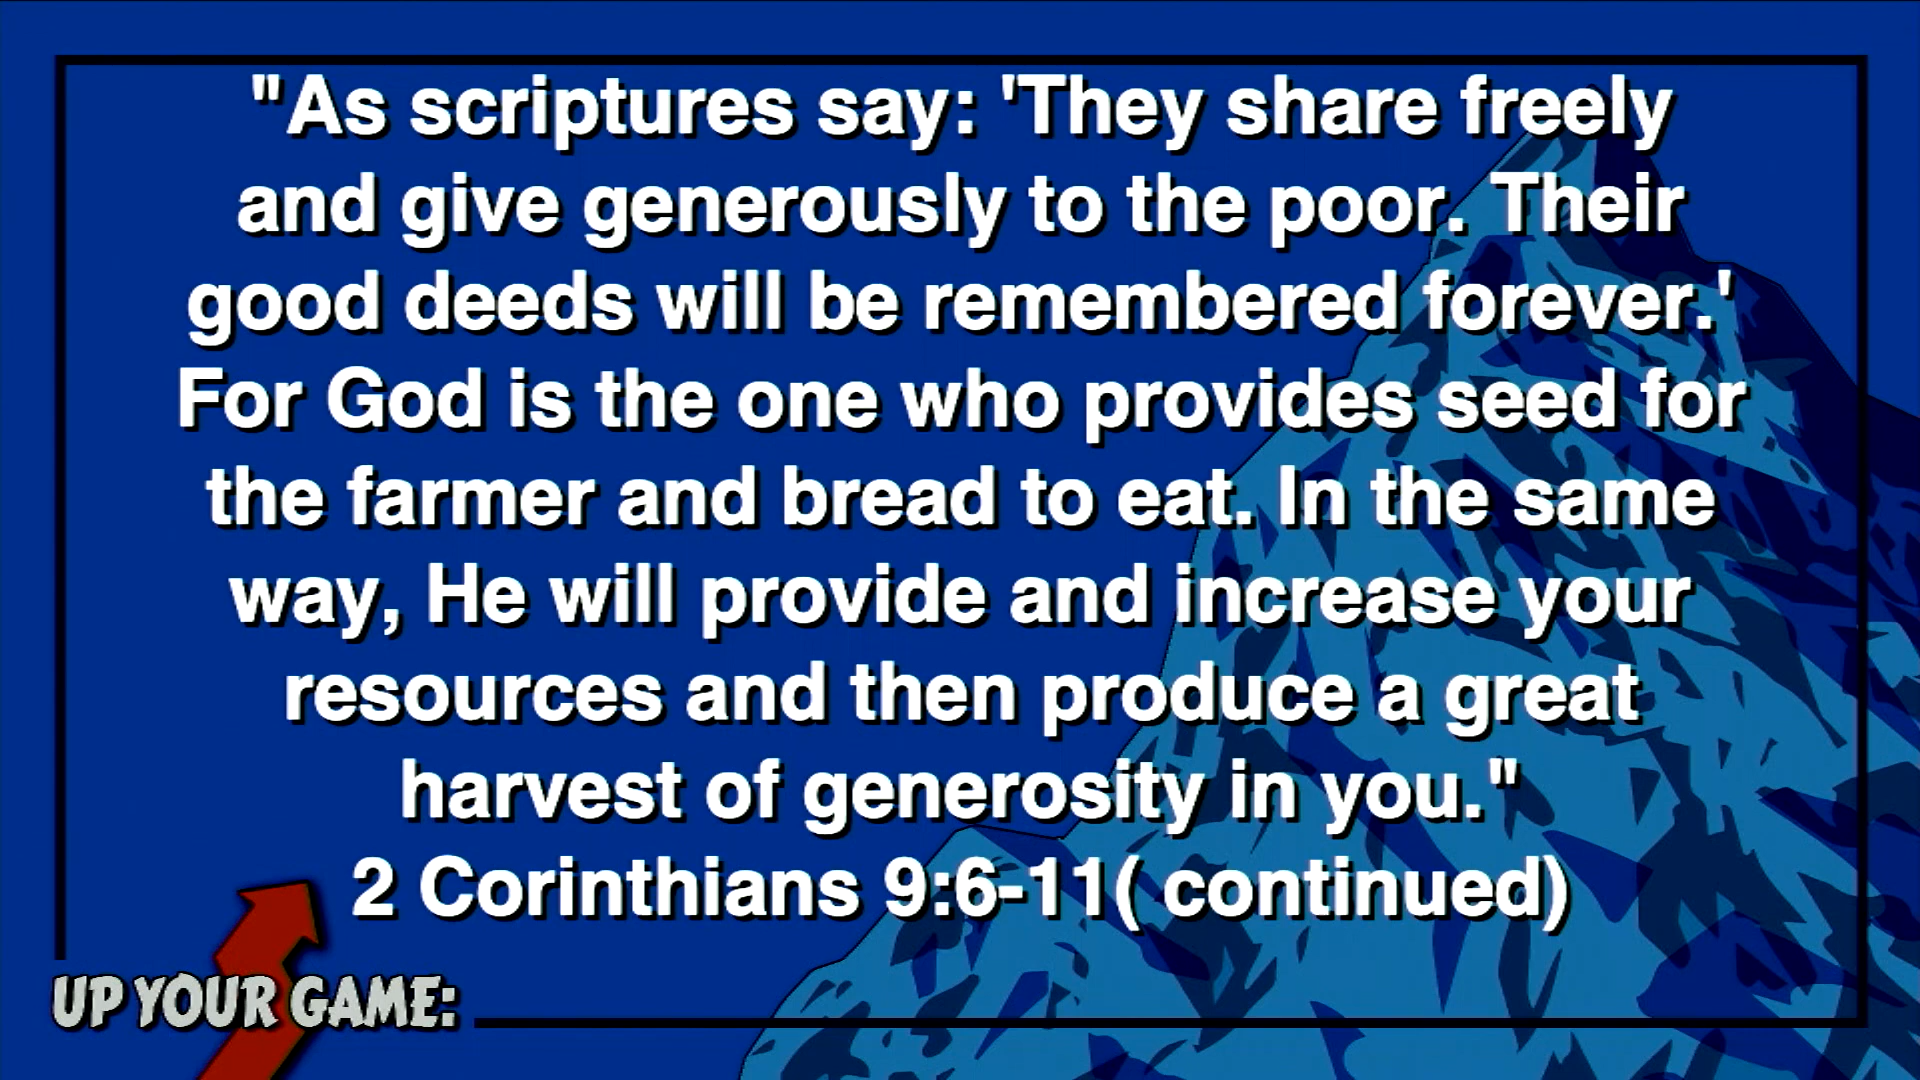 "As scriptures say: 'They share freely
and give generously to the poor. Their
good deeds will be remembered forever.'
For God is the one who provides seed for
the farmer and bread to eat. In the same
way, He will provide and increase your
resources and then produce a great
harvest of generosity in you."
2 Corinthians 9:6-11( continued)
UP YOUR GAME: